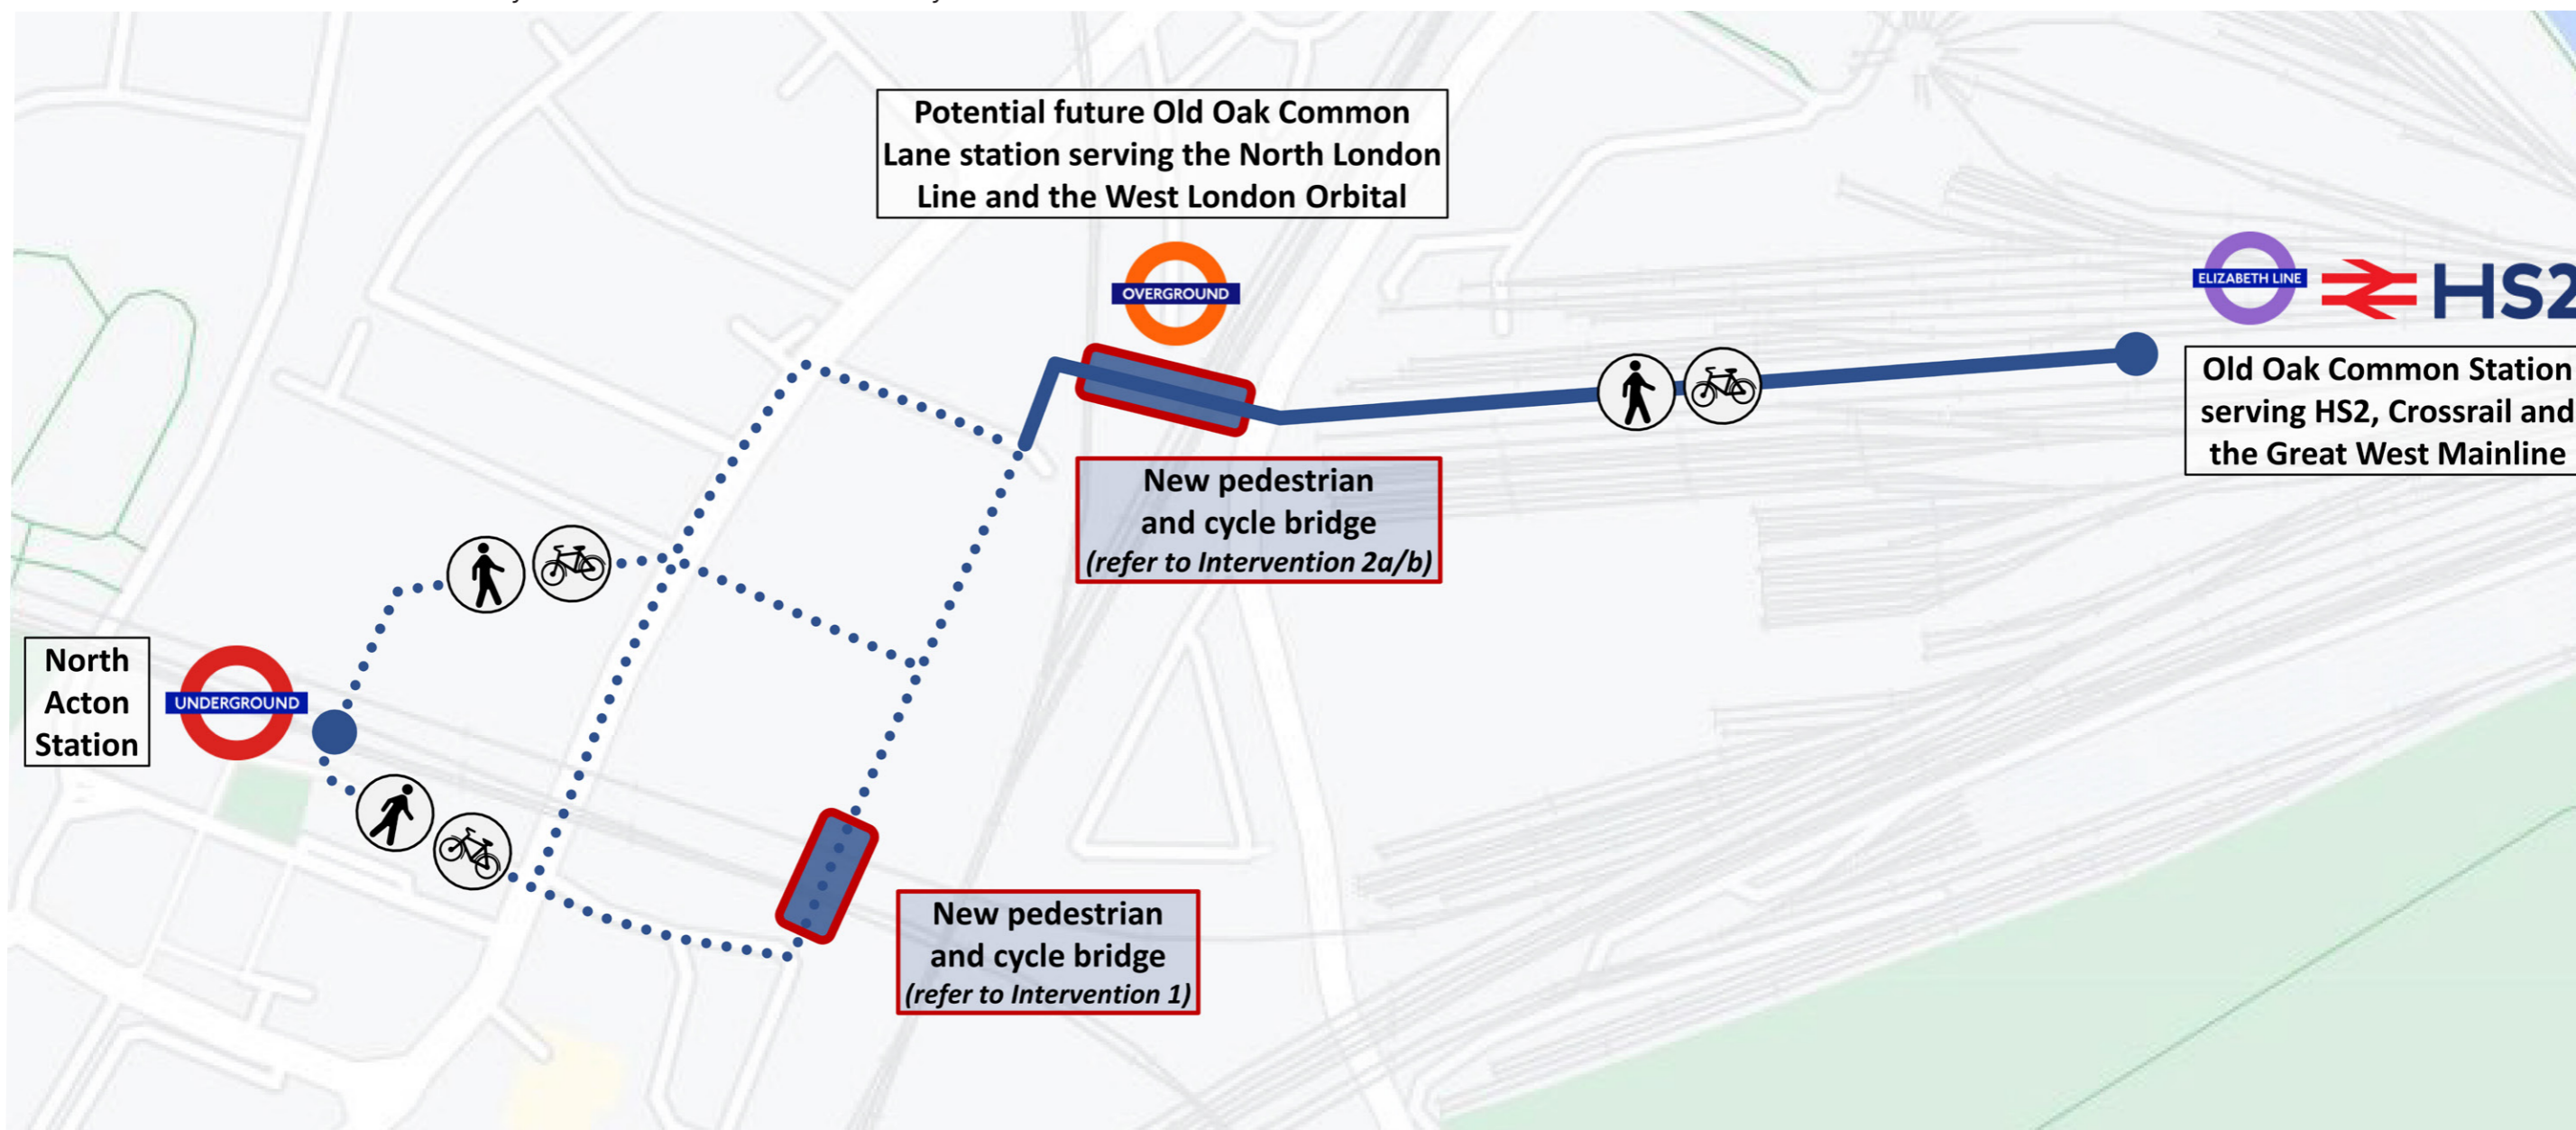 Potential future Old Oak Common
Lane station serving the North London
Line and the West London Orbital
OVERGROUND
ELIZABETH LINE
HS2
Old Oak Common Station
serving HS2, Crossrail and
the Great West Mainline
New pedestrian
and cycle bridge
(refer to Intervention 2a/b)
North
Acton
Station
UNDERGROUND
New pedestrian
and cycle bridge
(refer to Intervention 1)